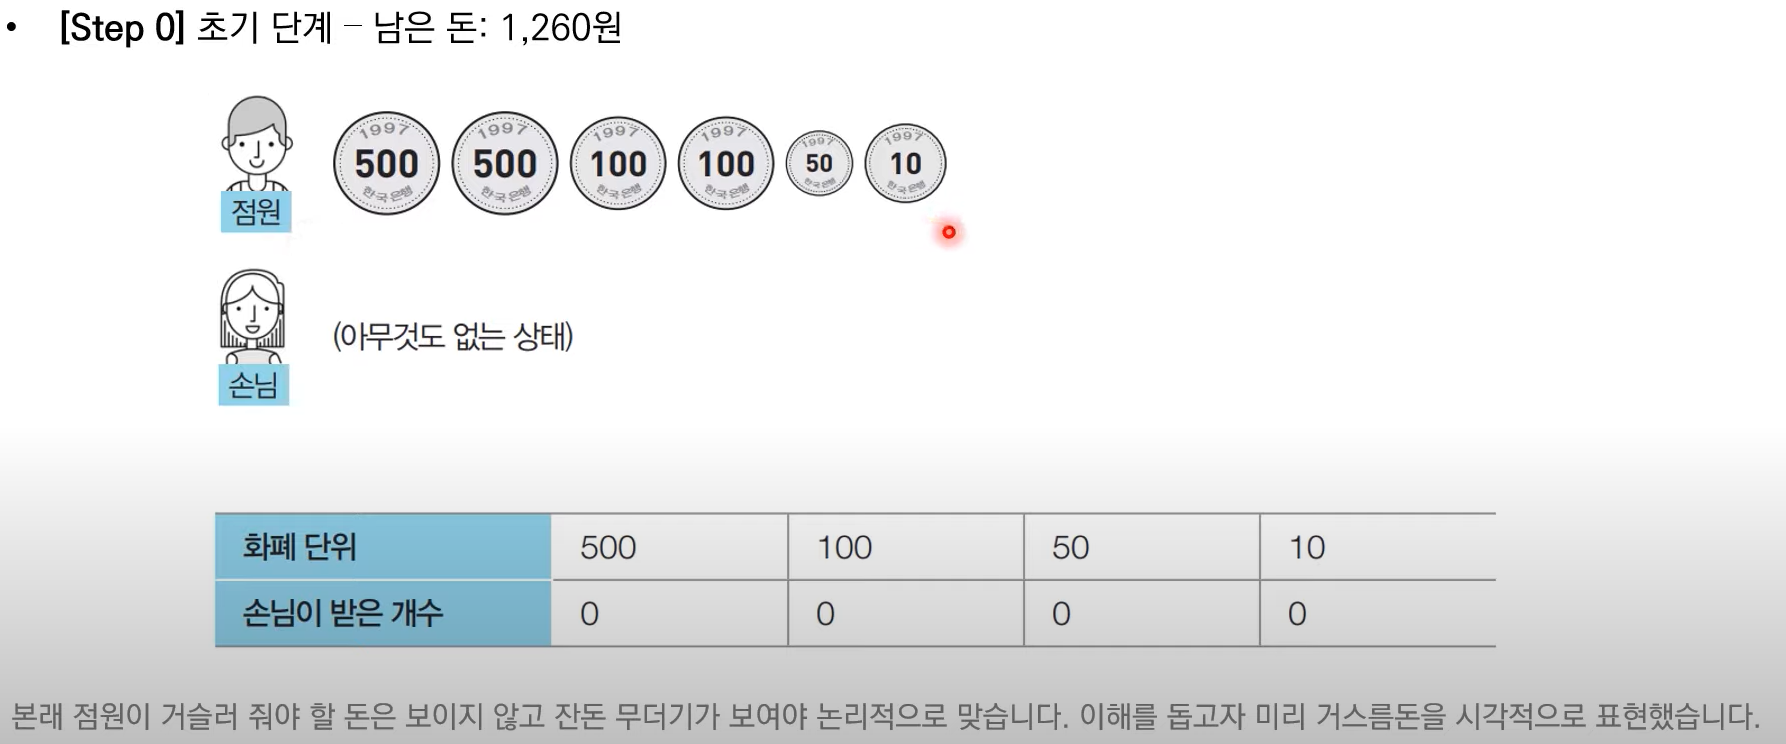 • [Step 0] 초기 단계 – 남은 돈: 1,260원
1997 1997 1997 1997 1997 1997
500 500 100 100 50 10
한국은행 한국은행 한국은행 한국은행 한국은행 한국은행
점원
(아무것도 없는 상태)
손님
화폐 단위 500 100 50 10
손님이 받은 개수 0 0 0 0
본래 점원이 거슬러 줘야 할 돈은 보이지 않고 잔돈 무더기가 보여야 논리적으로 맞습니다. 이해를 돕고자 미리 거스름돈을 시각적으로 표현했습니다.